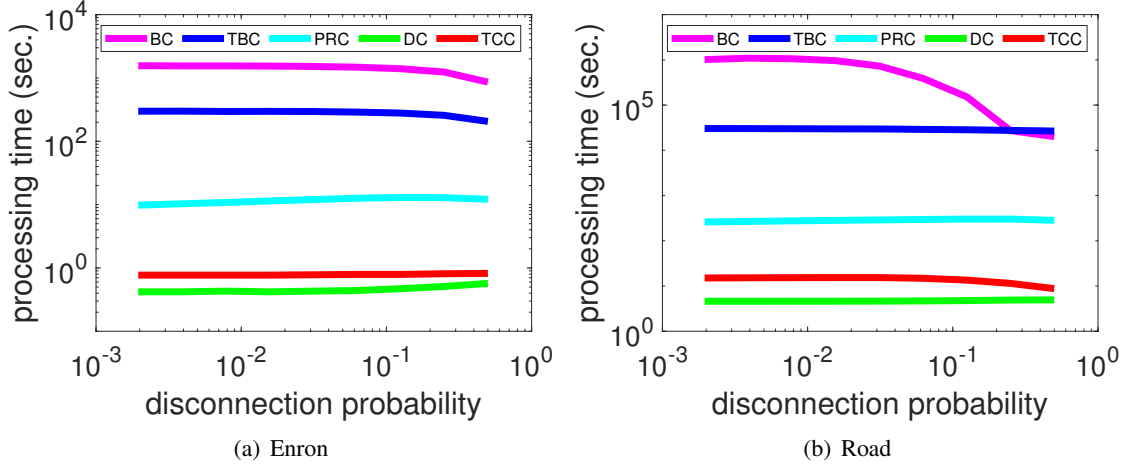 10^4
10^2
10^0
processing time (sec.)
BC TBC PRC DC TCC
10^-3 10^-2 10^-1 10^0
disconnection probability
(a) Enron
10^5
10^0
processing time (sec.)
BC TBC PRC DC TCC
10^-3 10^-2 10^-1 10^0
disconnection probability
(b) Road